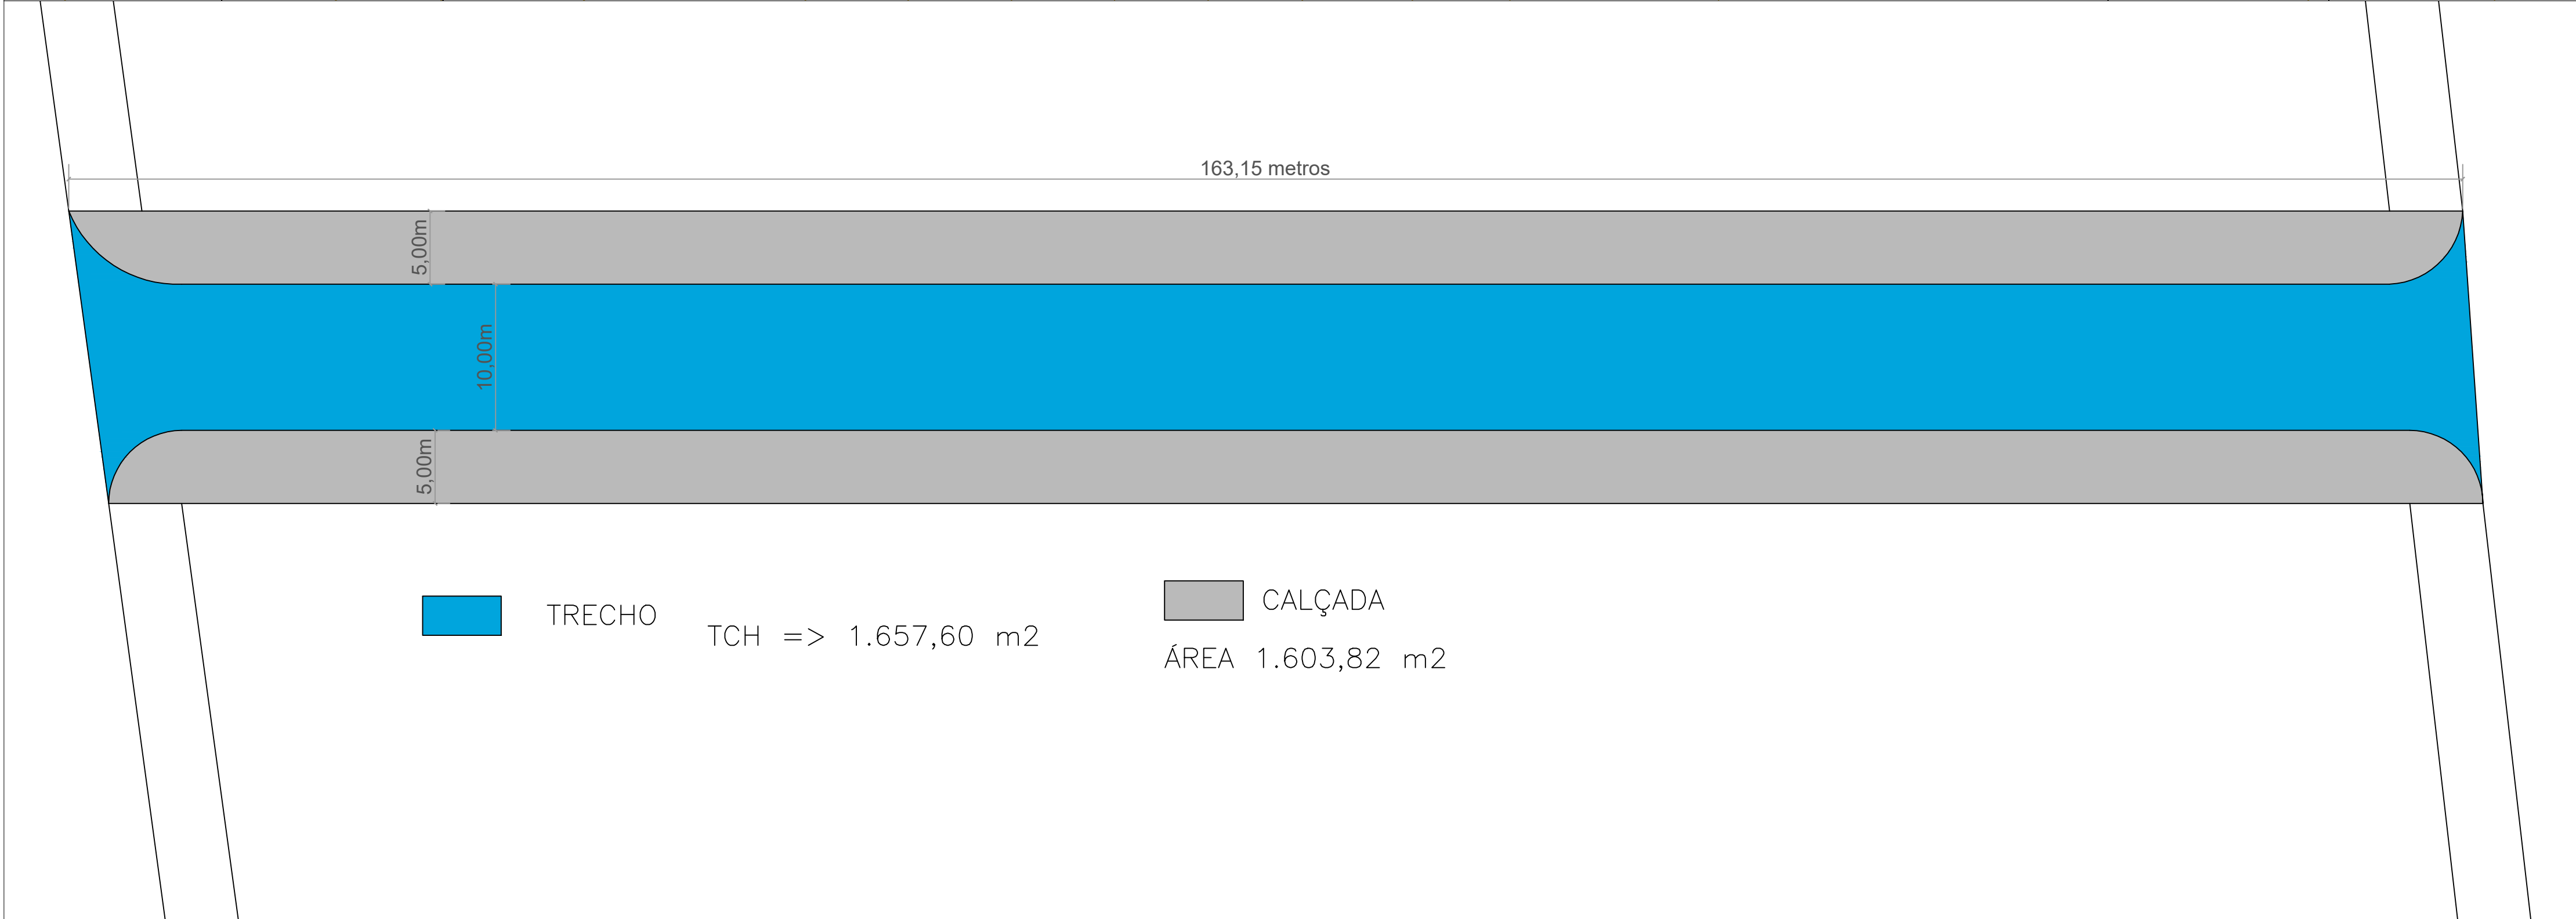 163,15 metros
5,00m
10,00m
5,00m
TRECHO
TCH => 1.657,60 m2
CALÇADA
ÁREA 1.603,82 m2